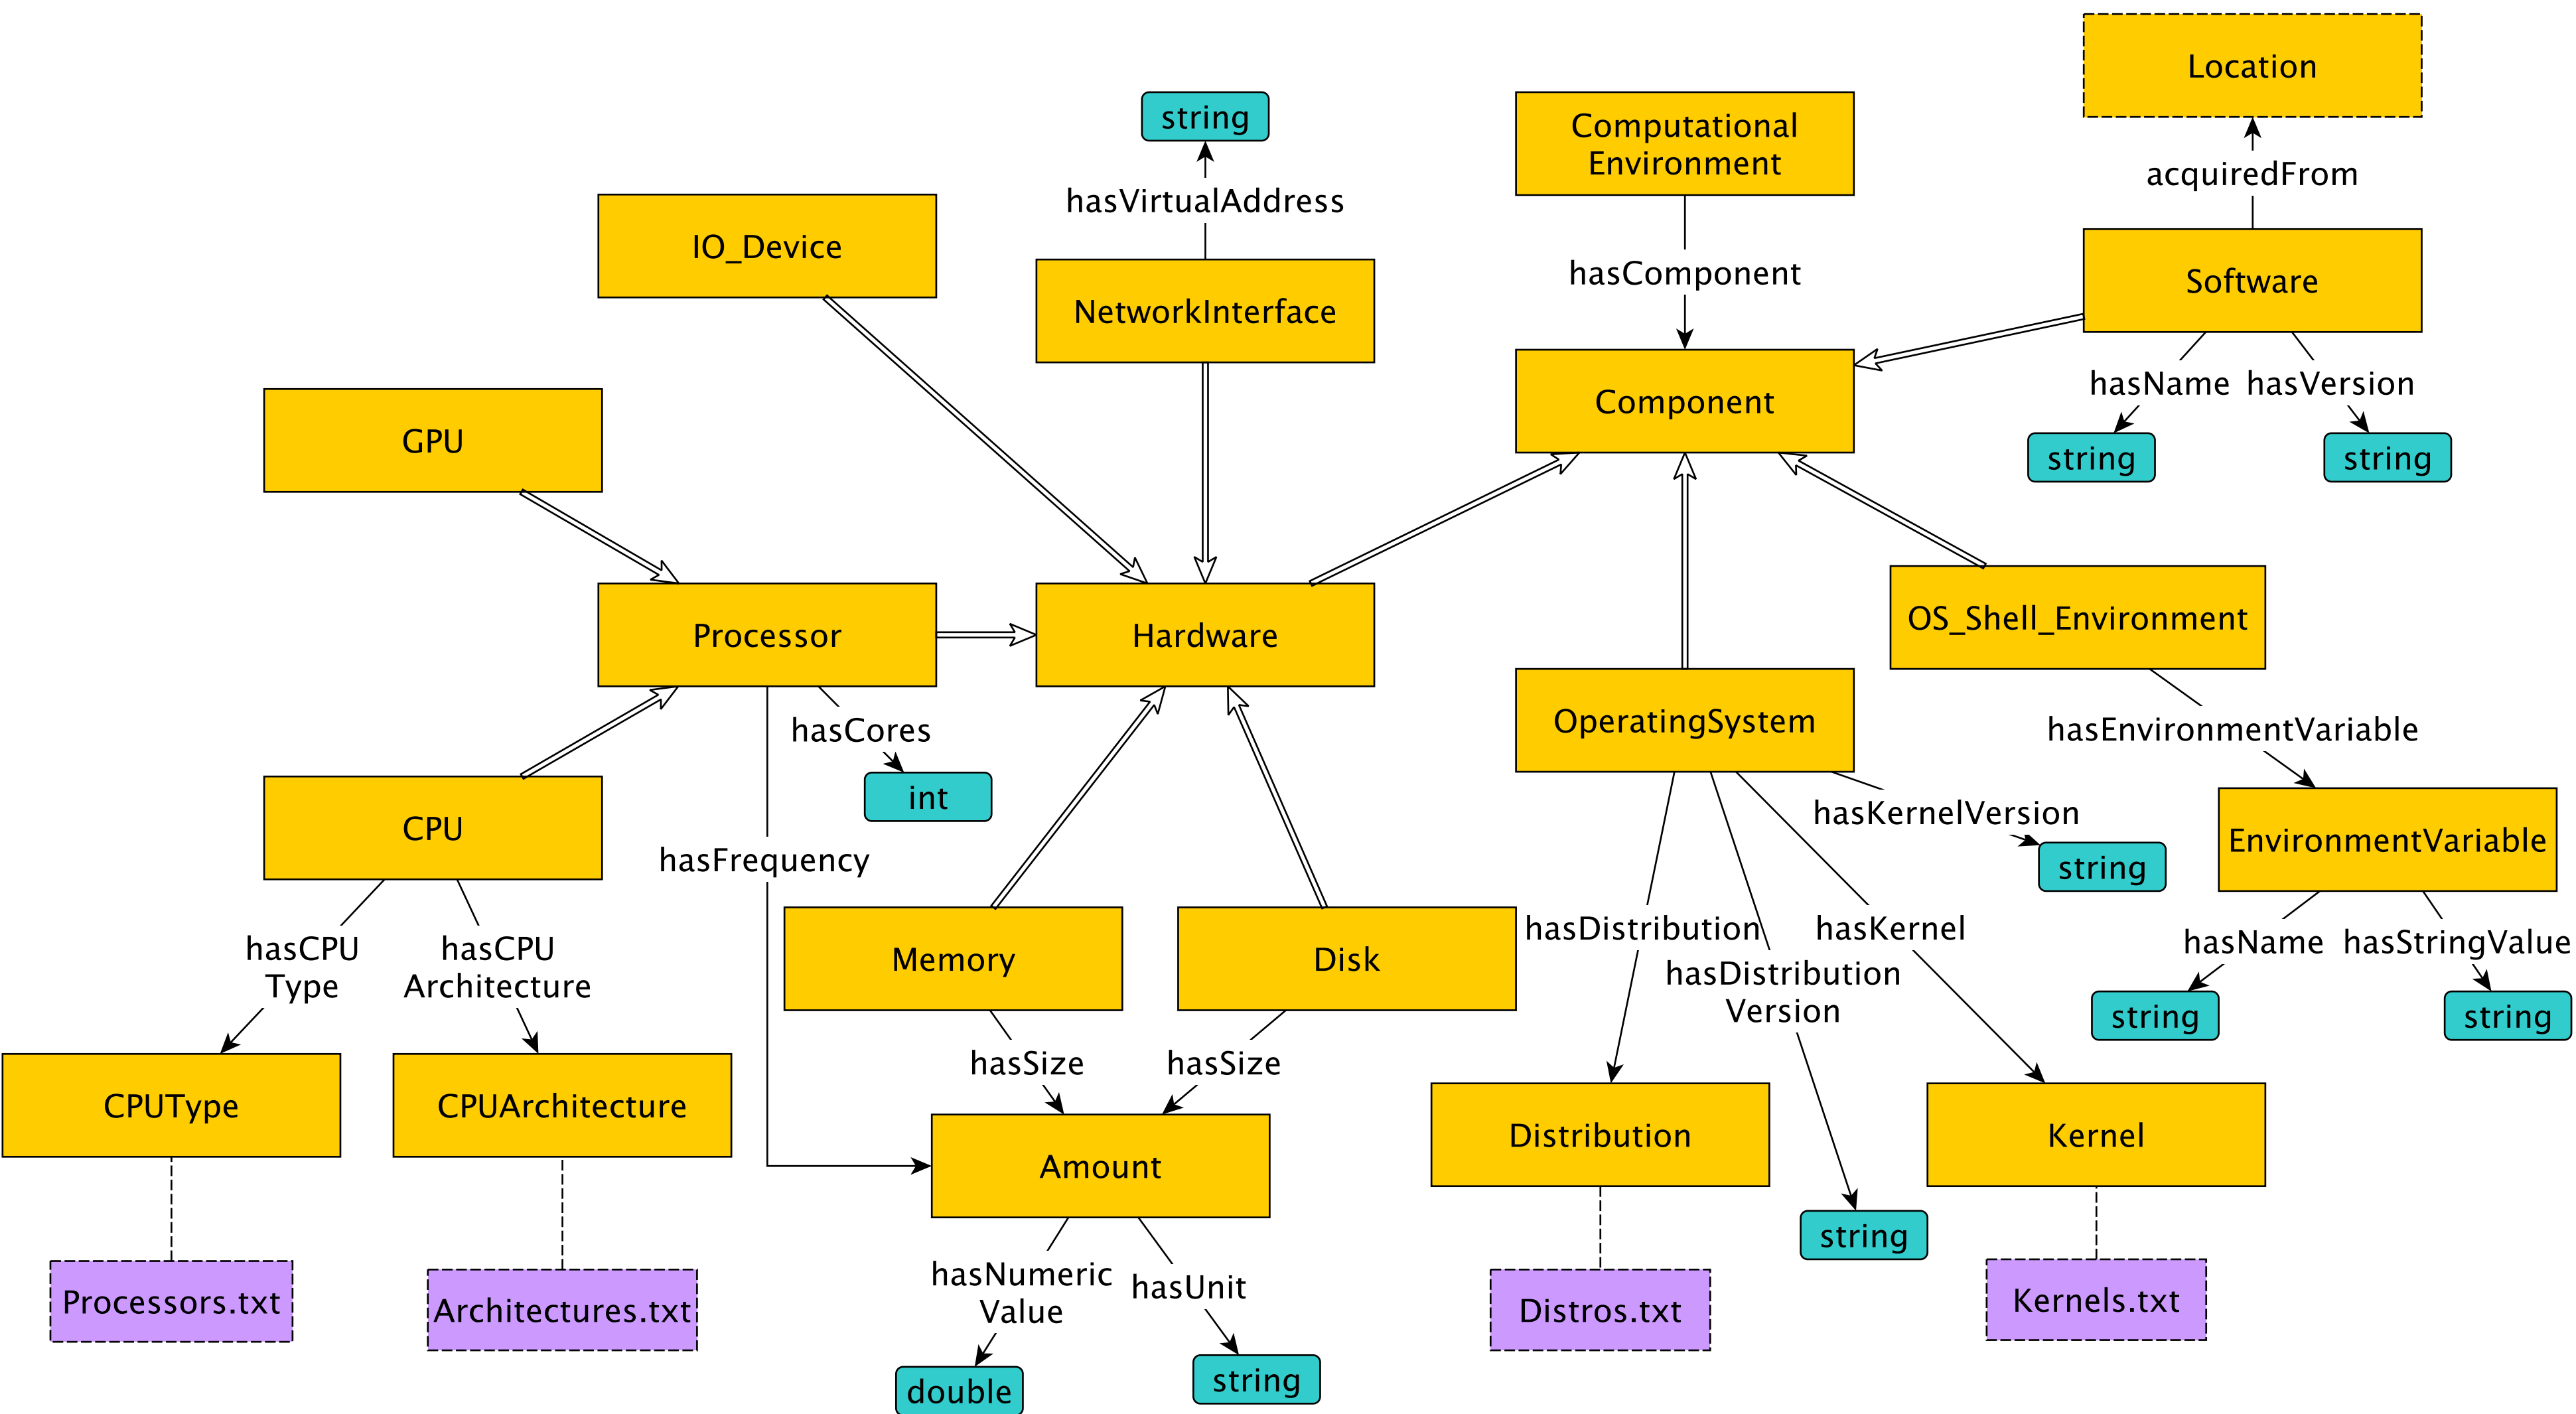 Location
string
Computational
Environment
acquiredFrom
hasVirtualAddress
IO_Device
hasComponent
Software
NetworkInterface
hasName
hasVersion
Component
GPU
string
string
OS_Shell_Environment
Processor
Hardware
OperatingSystem
hasCores
hasEnvironmentVariable
int
hasKernelVersion
CPU
EnvironmentVariable
hasFrequency
string
hasDistribution
hasKernel
hasName
hasStringValue
hasCPU
Type
hasCPU
Architecture
Memory
Disk
hasDistribution
Version
string
string
hasSize
hasSize
CPUType
CPUArchitecture
Distribution
Kernel
Amount
string
hasNumeric
Value
hasUnit
Processors.txt
Architectures.txt
Distros.txt
Kernels.txt
double
string